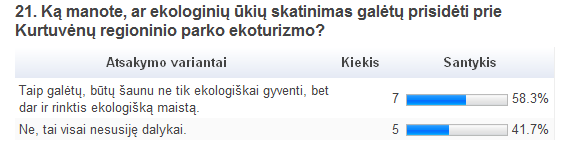 21. Ką manote, ar ekologinių ūkių skatinimas galėtų prisidėti prie
Kurtuvėnų regioninio parko ekoturizmo?
Atsakymo variantai Kiekis Santykis
Taip galėtų, būtų šaunu ne tik ekologiškai gyventi, bet
dar ir rinktis ekologišką maistą. 7 58.3%
Ne, tai visai nesusiję dalykai. 5 41.7%